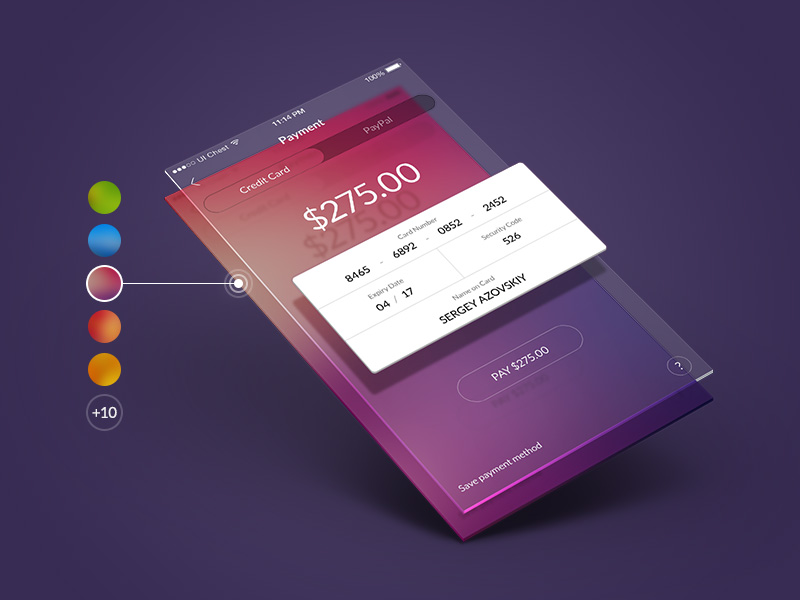 UI Chest 11:14 PM 100%
Payment
Credit Card PayPal
$275.00
Card Number
8465 - 6892 - 0852 - 2452
Expiry Date Security Code
04 / 17 526
Name on Card
SERGEY AZOVSKIY
PAY $275.00
?
Save payment method
+10